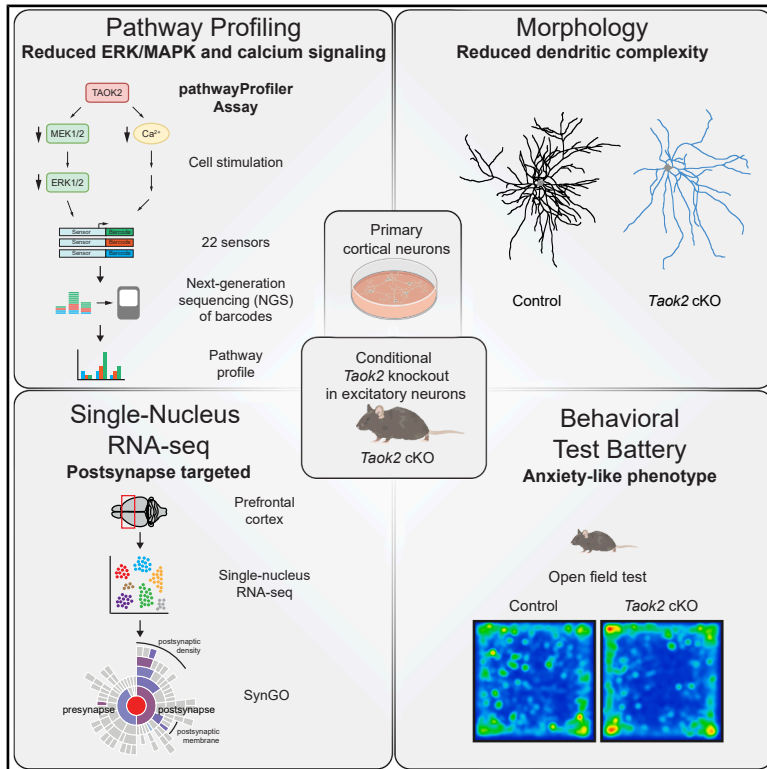 Pathway Profiling
Reduced ERK/MAPK and calcium signaling
TAOK2
MEK1/2
Ca²⁺
ERK1/2
pathwayProfiler
Assay
Cell stimulation
Sensor Barcode
Sensor Barcode
Sensor Barcode
22 sensors
Next-generation
sequencing (NGS)
of barcodes
Pathway
profile
Morphology
Reduced dendritic complexity
Control
Taok2 cKO
Primary
cortical neurons
Conditional
Taok2 knockout
in excitatory neurons
Taok2 cKO
Single-Nucleus
RNA-seq
Postsynapse targeted
Prefrontal
cortex
Single-nucleus
RNA-seq
postsynaptic
density
SynGO
presynapse
postsynapse
postsynaptic
membrane
Behavioral
Test Battery
Anxiety-like phenotype
Open field test
Control
Taok2 cKO